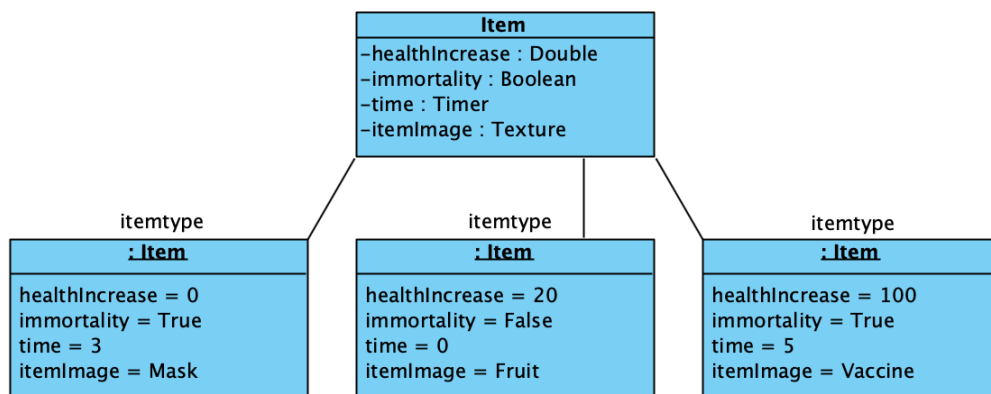 Item
-healthIncrease : Double
-immortality : Boolean
-time : Timer
-itemImage : Texture
itemtype
: Item
healthIncrease = 0
immortality = True
time = 3
itemImage = Mask
itemtype
: Item
healthIncrease = 20
immortality = False
time = 0
itemImage = Fruit
itemtype
: Item
healthIncrease = 100
immortality = True
time = 5
itemImage = Vaccine